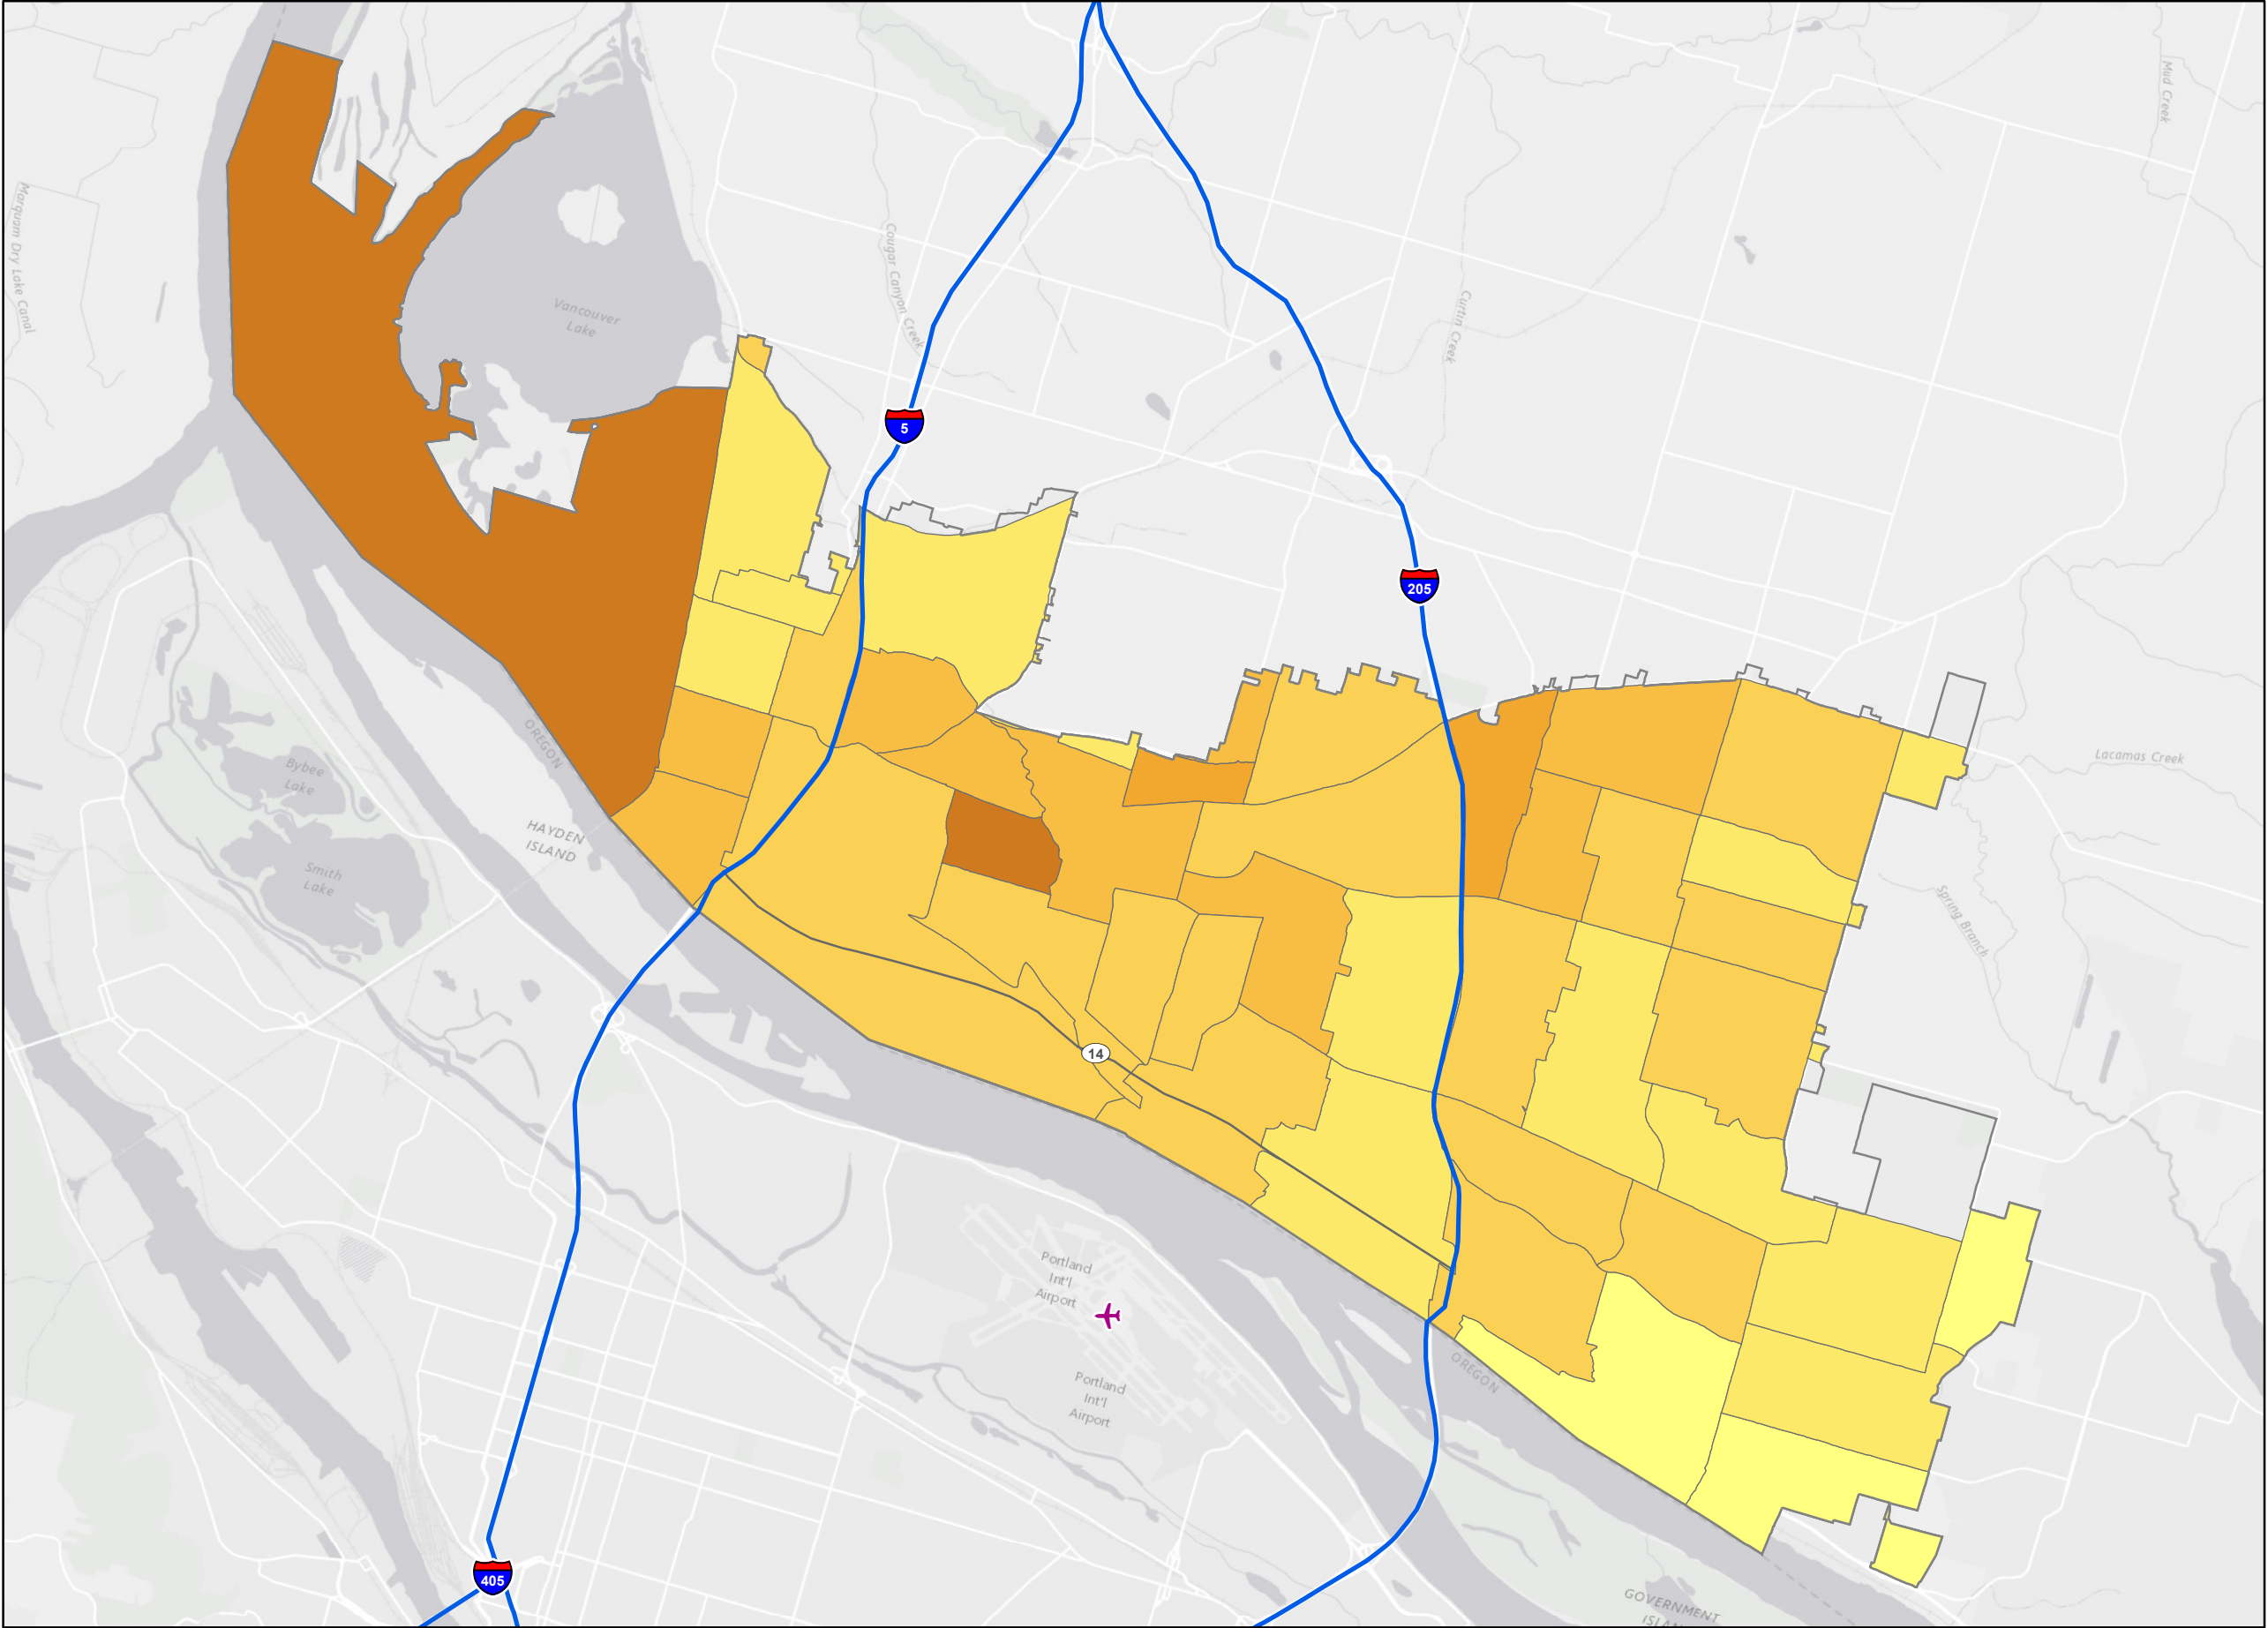 Mud Creek
Marquam Dry Lake Canal
Cougar Canyon Creek
Curtin Creek
Vancouver
Lake
5
205
OREGON
Bybee
Lake
Lacamas Creek
HAYDEN
ISLAND
Smith
Lake
Spring Branch
14
Portland
Int'l
Airport
Portland
Int'l
Airport
OREGON
405
GOVERNMENT